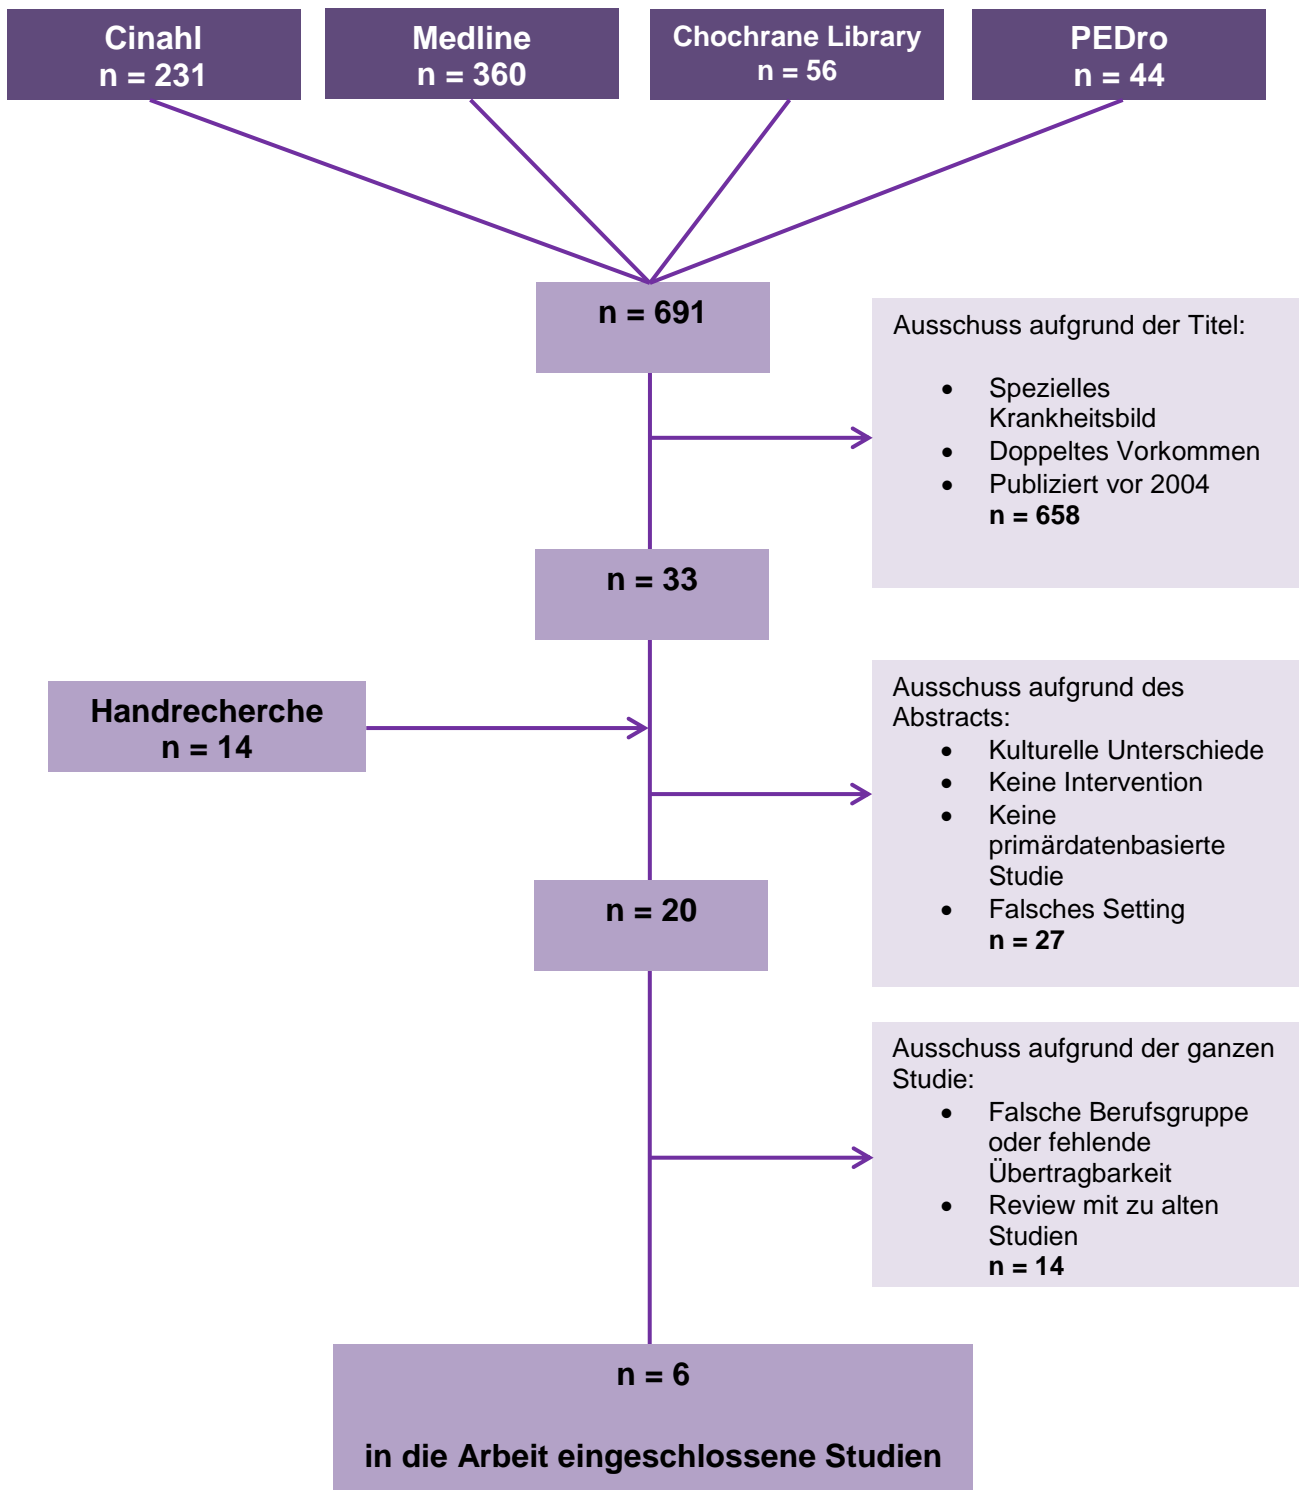 Cinahl
n = 231
Medline
n = 360
Chochrane Library
n = 56
PEDro
n = 44
n = 691
Ausschuss aufgrund der Titel:
• Spezielles
Krankheitsbild
• Doppeltes Vorkommen
• Publiziert vor 2004
n = 658
n = 33
Handrecherche
n = 14
Ausschuss aufgrund des
Abstracts:
• Kulturelle Unterschiede
• Keine Intervention
• Keine
primärdatenbasierte
Studie
• Falsches Setting
n = 27
n = 20
Ausschuss aufgrund der ganzen
Studie:
• Falsche Berufsgruppe
oder fehlende
Übertragbarkeit
• Review mit zu alten
Studien
n = 14
n = 6
in die Arbeit eingeschlossene Studien